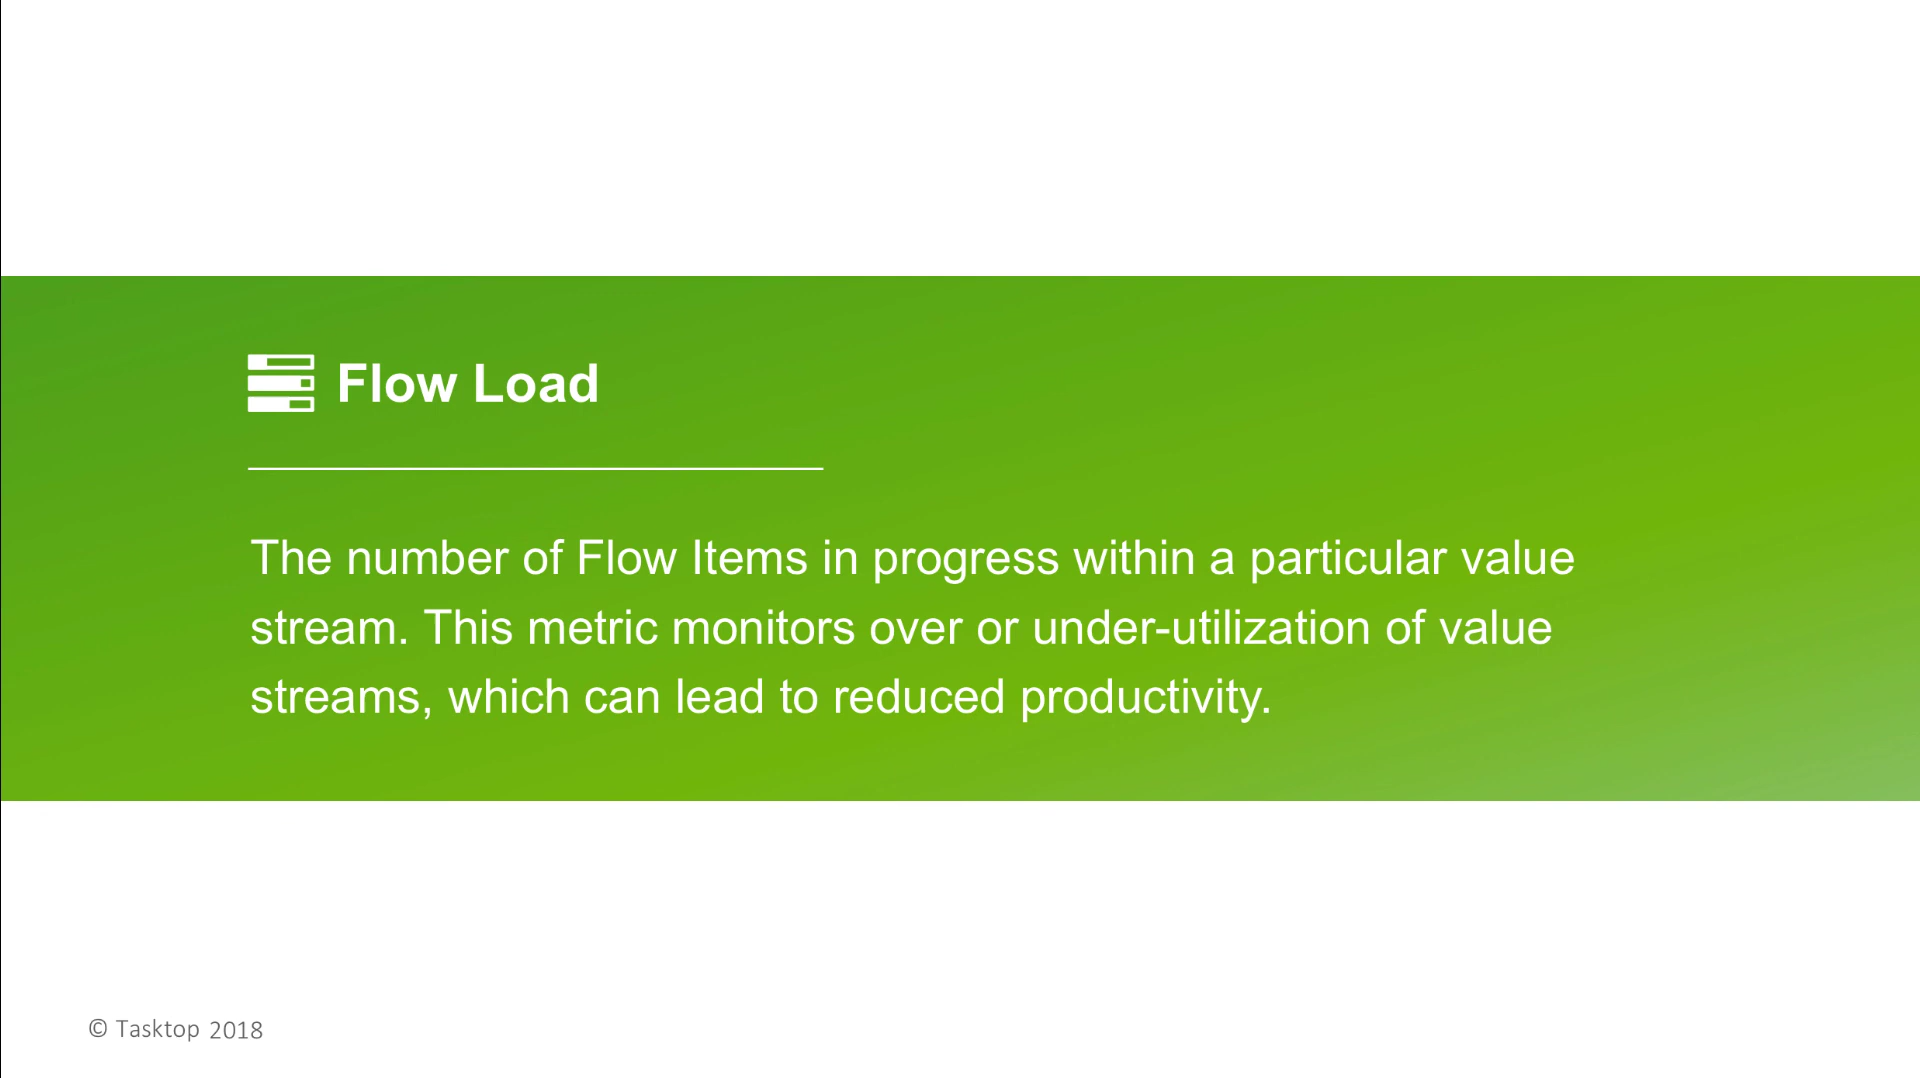 Flow Load
The number of Flow Items in progress within a particular value
stream. This metric monitors over or under-utilization of value
streams, which can lead to reduced productivity.
© Tasktop 2018